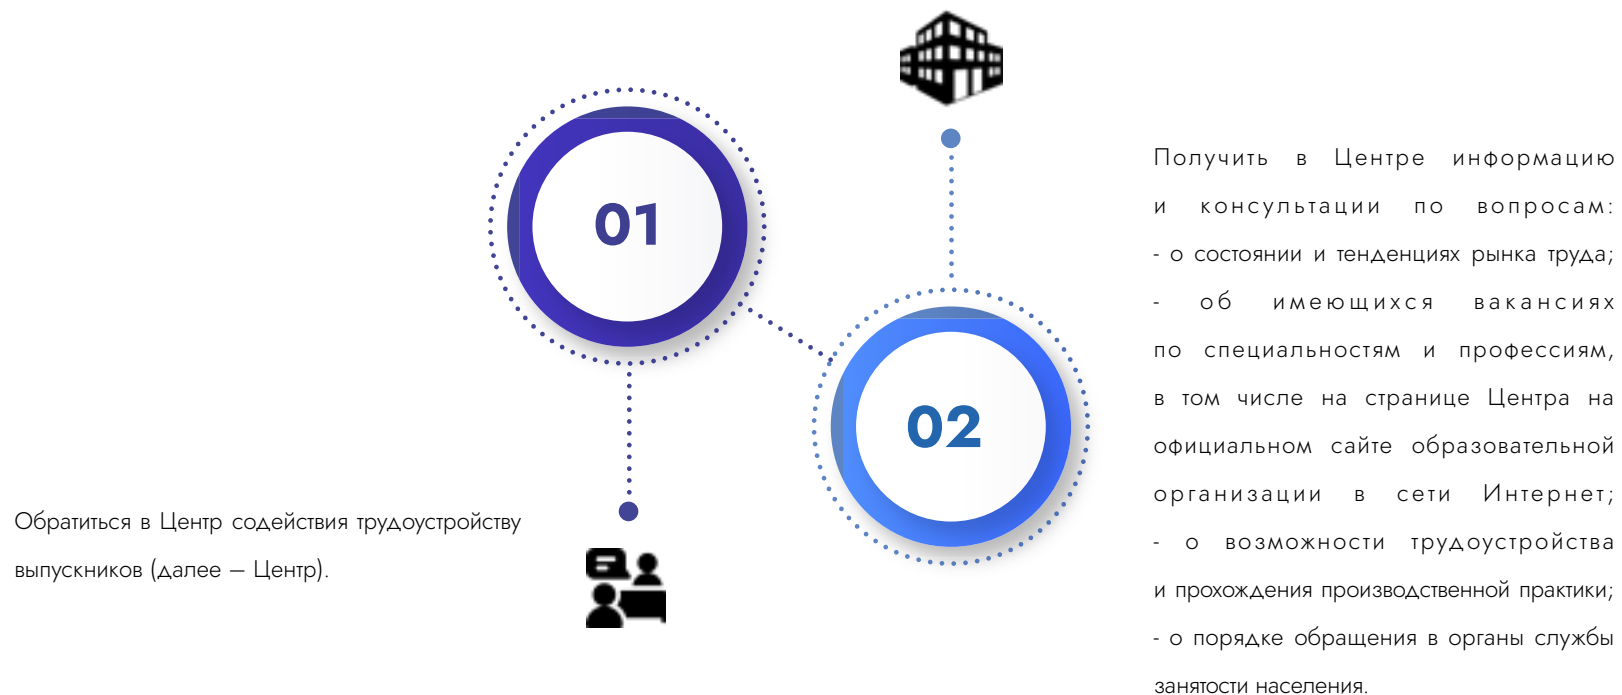 01
Обратиться в Центр содействия трудоустройству
выпускников (далее – Центр).
02
Получить в Центре информацию
и консультации по вопросам:
- о состоянии и тенденциях рынка труда;
- об имеющихся вакансиях
по специальностям и профессиям,
в том числе на странице Центра на
официальном сайте образовательной
организации в сети Интернет;
- о возможности трудоустройства
и прохождения производственной практики;
- о порядке обращения в органы службы
занятости населения.